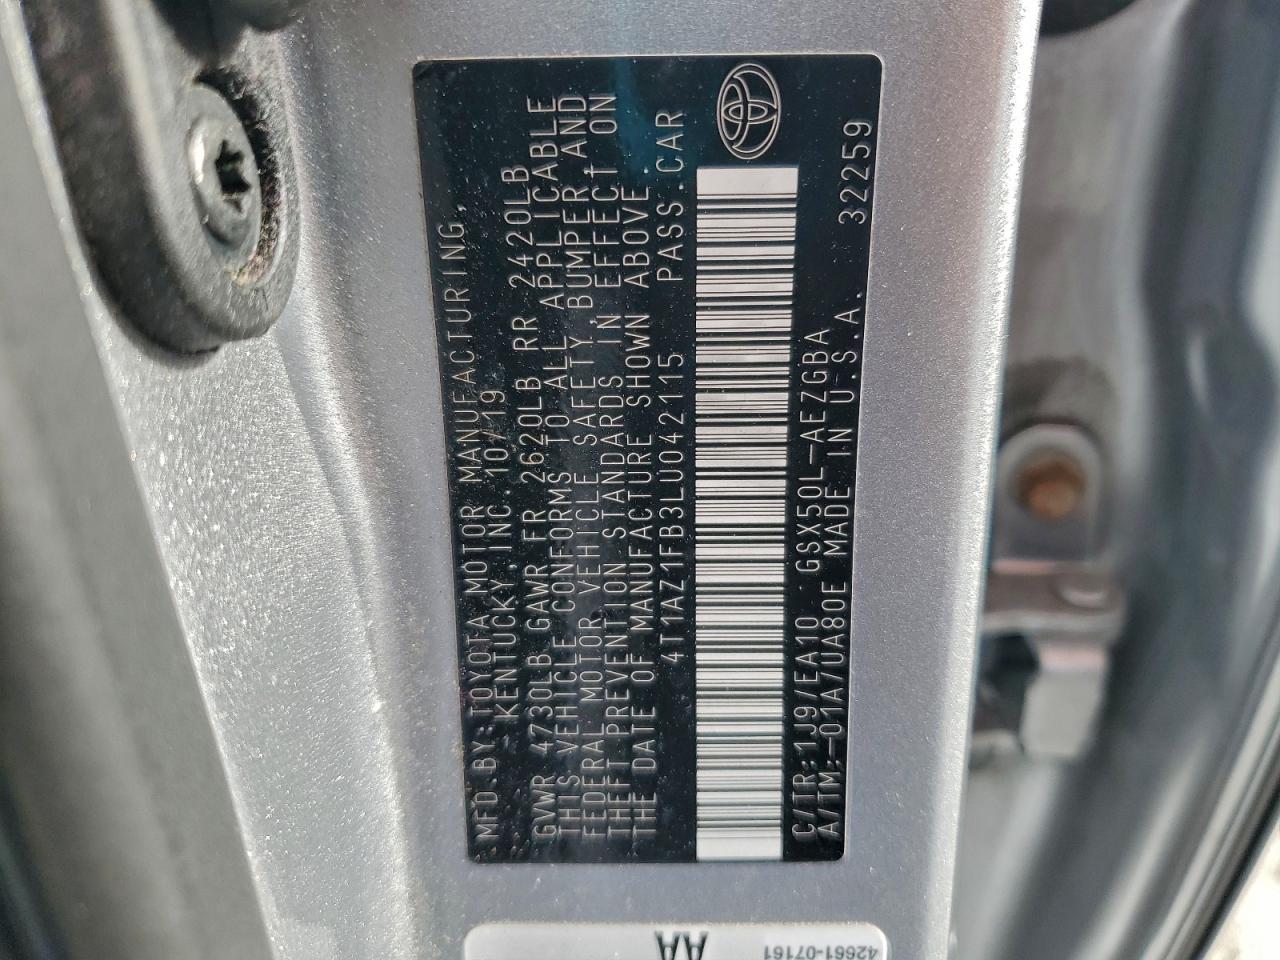 MFD.BY:TOYOTA MOTOR MANUFACTURING,
KENTUCKY.INC.10/19
GVWR 4730LB GAWR FR 2620LB RR 2420LB
THIS VEHICLE CONFORMS TO ALL APPLICABLE
FEDERAL MOTOR VEHICLE SAFETY, BUMPER, AND
THEFT PREVENTION STANDARDS IN EFFECT ON
THE DATE OF MANUFACTURE SHOWN ABOVE.
4T1AZ1FB3LU042115 PASS.CAR
C/TR:1J9/EA10 GSX50L-AEZGBA
A/TM:-01A/UA80E MADE IN U.S.A. 32259
AA
42661-07161